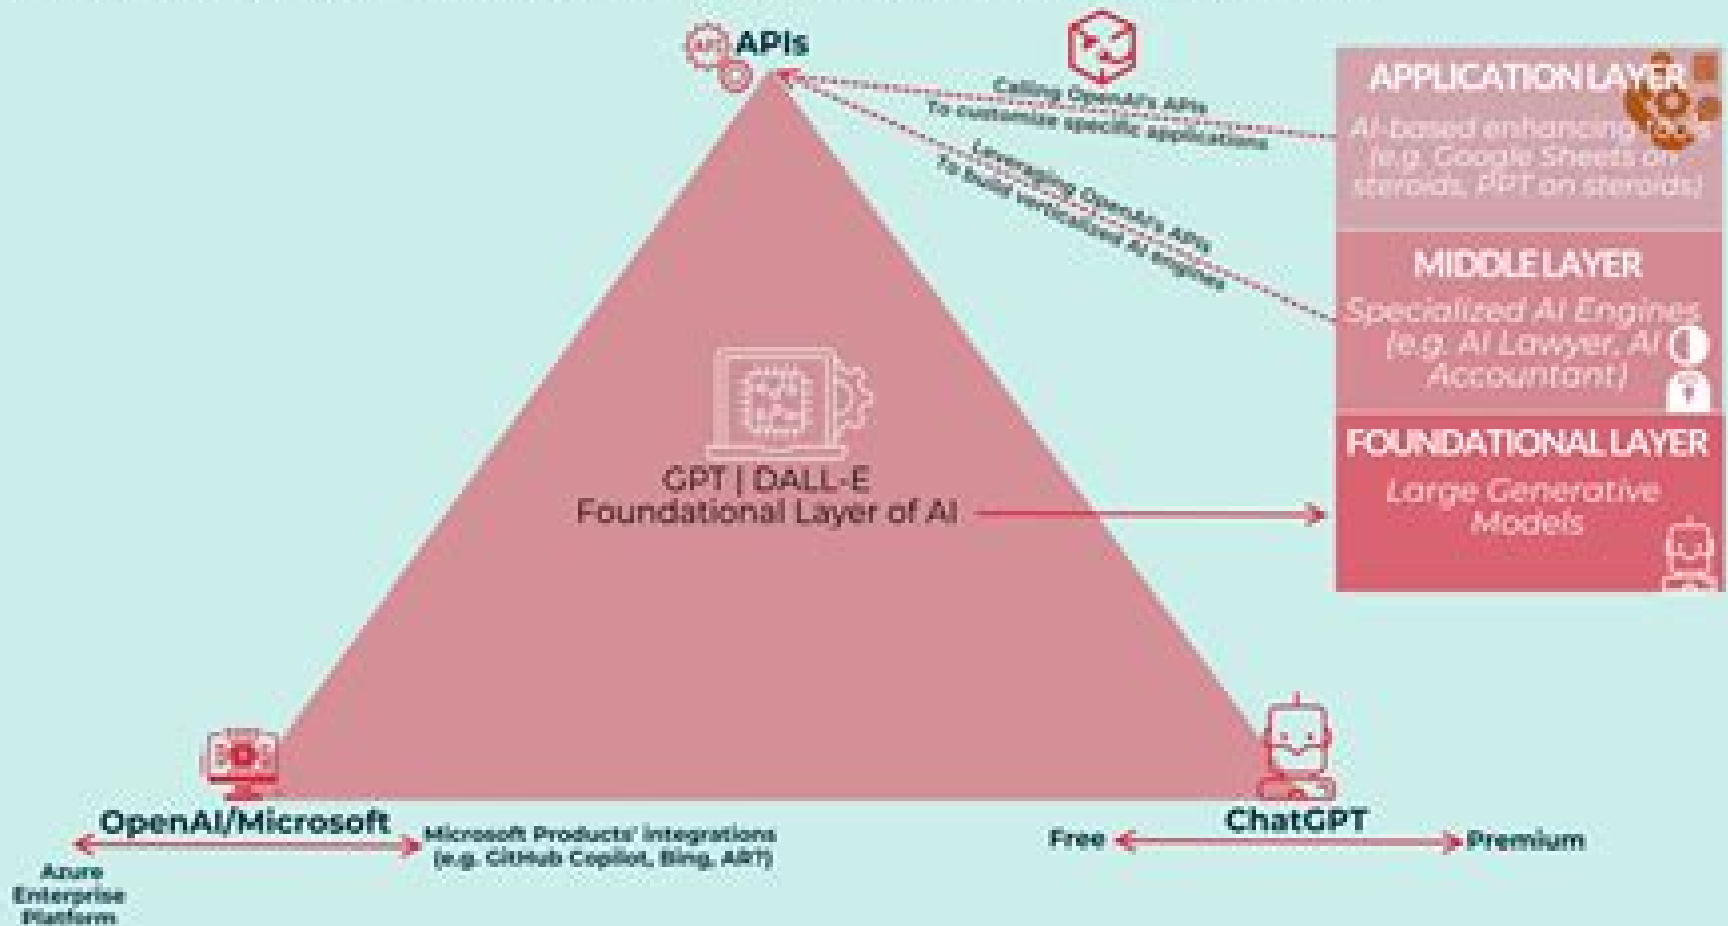 APIs
Calling OpenAI's APIs
To customize specific applications
Leveraging OpenAI's APIs
To build verticalized AI engines
APPLICATION LAYER
AI-based enhancing
(e.g. Google Sheets on
steroids, PPT on steroids)
MIDDLE LAYER
Specialized AI Engines
(e.g. AI Lawyer, AI
Accountant)
FOUNDATIONAL LAYER
Large Generative
Models
GPT | DALL-E
Foundational Layer of AI
OpenAI/Microsoft
Azure
Enterprise
Platform
Microsoft Products' integrations
(e.g. GitHub Copilot, Bing, AR?)
ChatGPT
Free
Premium